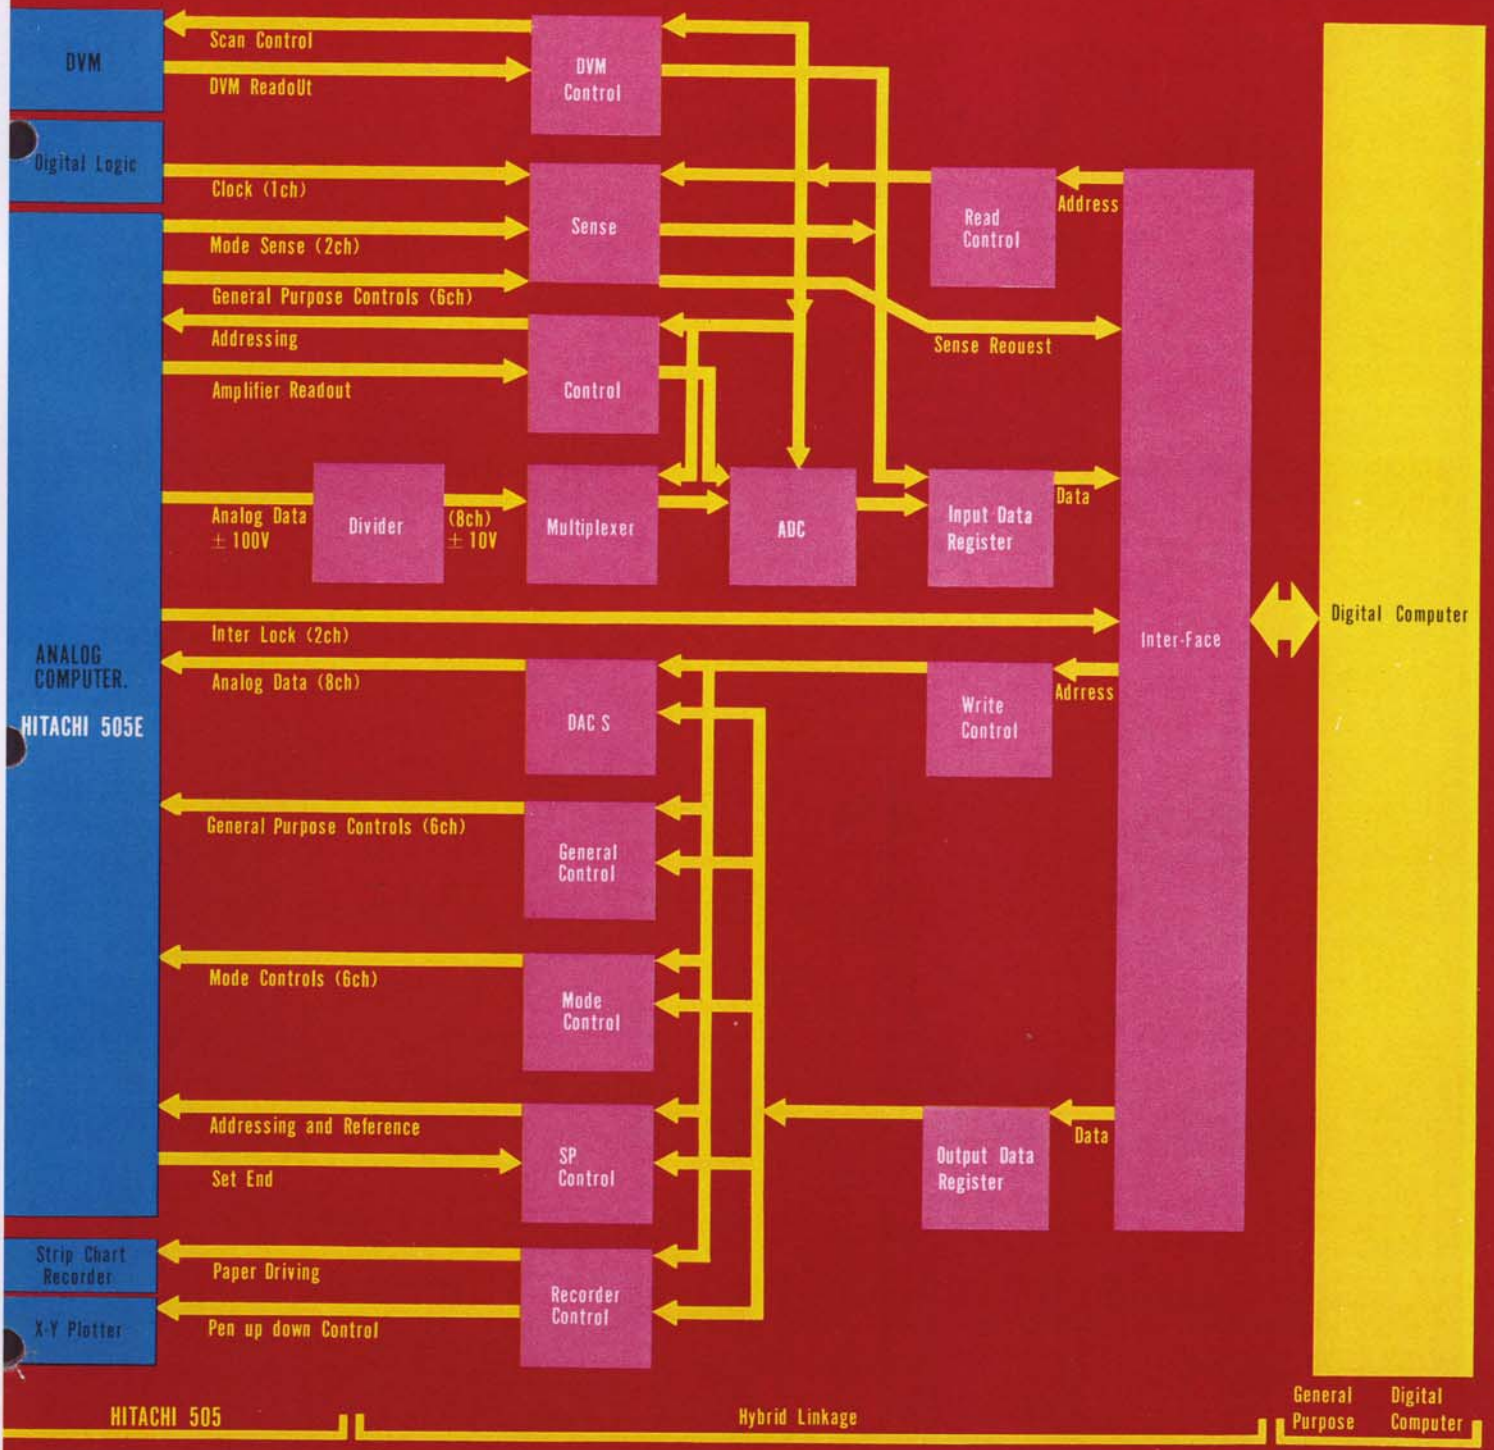 DVM
Scan Control
DVM ReadoUt
DVM
Control
Digital Logic
Clock (1ch)
Mode Sense (2ch)
General Purpose Controls (6ch)
Sense
Read
Control
Address
Addressing
Amplifier Readout
Control
Sense Reouest
Analog Data
± 100V
Divider
(8ch)
± 10V
Multiplexer
ADC
Input Data
Register
Data
Inter Lock (2ch)
Inter-Face
Digital Computer
ANALOG
COMPUTER.
HITACHI 505E
Analog Data (8ch)
DAC S
Write
Control
Adrress
General Purpose Controls (6ch)
General
Control
Mode Controls (6ch)
Mode
Control
Addressing and Reference
Set End
SP
Control
Output Data
Register
Data
Strip Chart
Recorder
Paper Driving
Recorder
Control
X-Y Plotter
Pen up down Control
HITACHI 505
Hybrid Linkage
General Digital
Purpose Computer